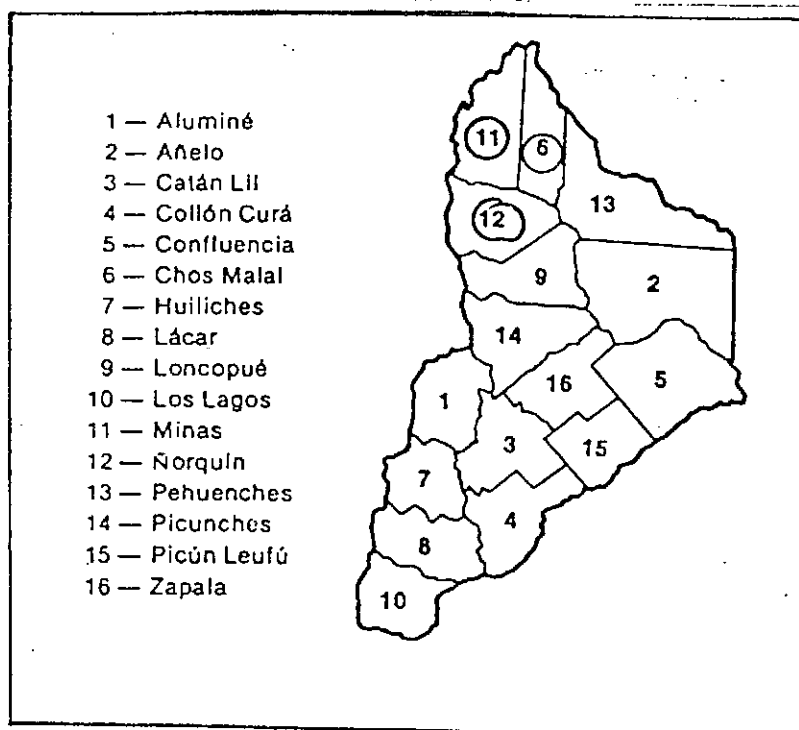 1 — Aluminé
2 — Añelo
3 — Catán Lil
4 — Collón Curá
5 — Confluencia
6 — Chos Malal
7 — Huiliches
8 — Lácar
9 — Loncopué
10 — Los Lagos
11 — Minas
12 — Ñorquín
13 — Pehuenches
14 — Picunches
15 — Picún Leufú
16 — Zapala
11
6
13
12
9
2
14
16
5
1
3
15
7
4
8
10